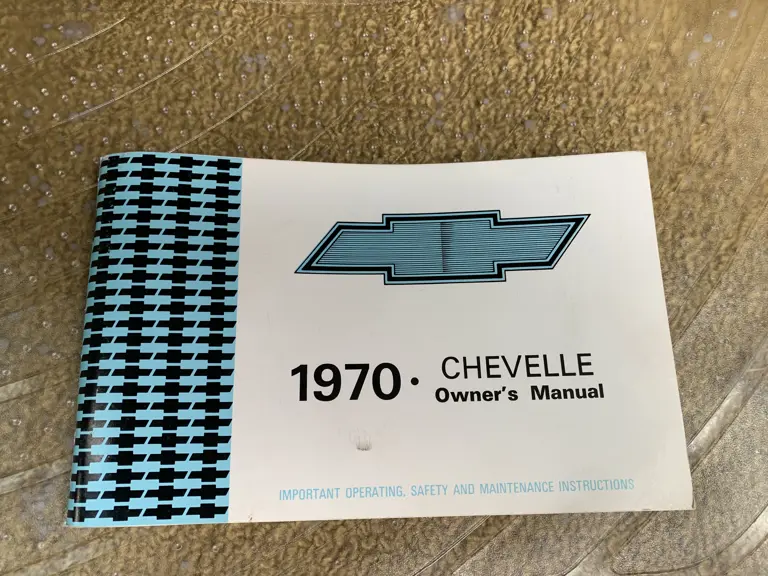 1970 · CHEVELLE
Owner's Manual
IMPORTANT OPERATING, SAFETY AND MAINTENANCE INSTRUCTIONS